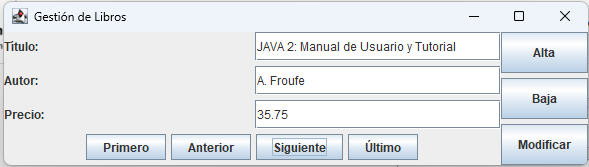 Gestión de Libros
Titulo: JAVA 2: Manual de Usuario y Tutorial
Alta
Autor: A. Froufe
Baja
Precio: 35.75
Primero Anterior Siguiente Último
Modificar